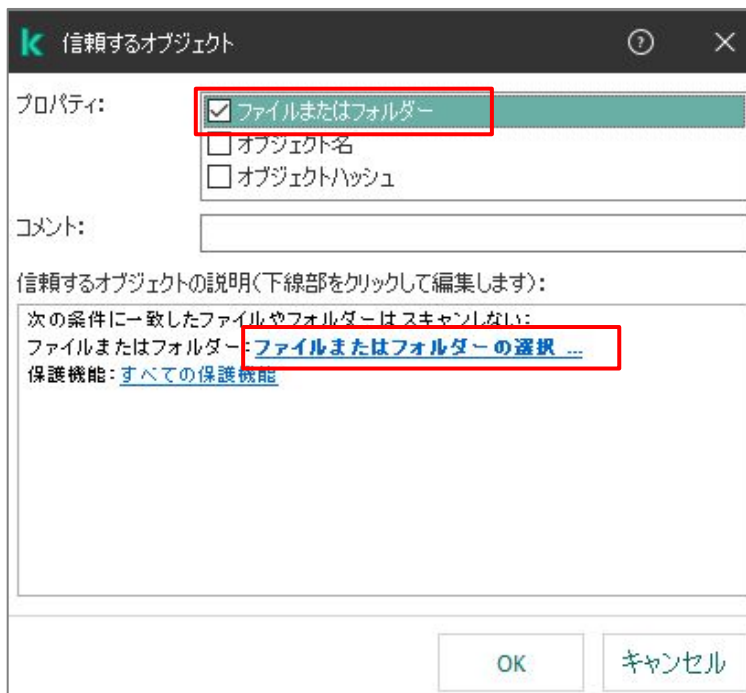 信頼するオブジェクト
プロパティ:
ファイルまたはフォルダー
オブジェクト名
オブジェクトハッシュ
コメント:
信頼するオブジェクトの説明(下線部をクリックして編集します):
次の条件に一致したファイルやフォルダーは スキャンしない:
ファイルまたはフォルダー: ファイルまたはフォルダーの選択 ...
保護機能: すべての保護機能
OK
キャンセル